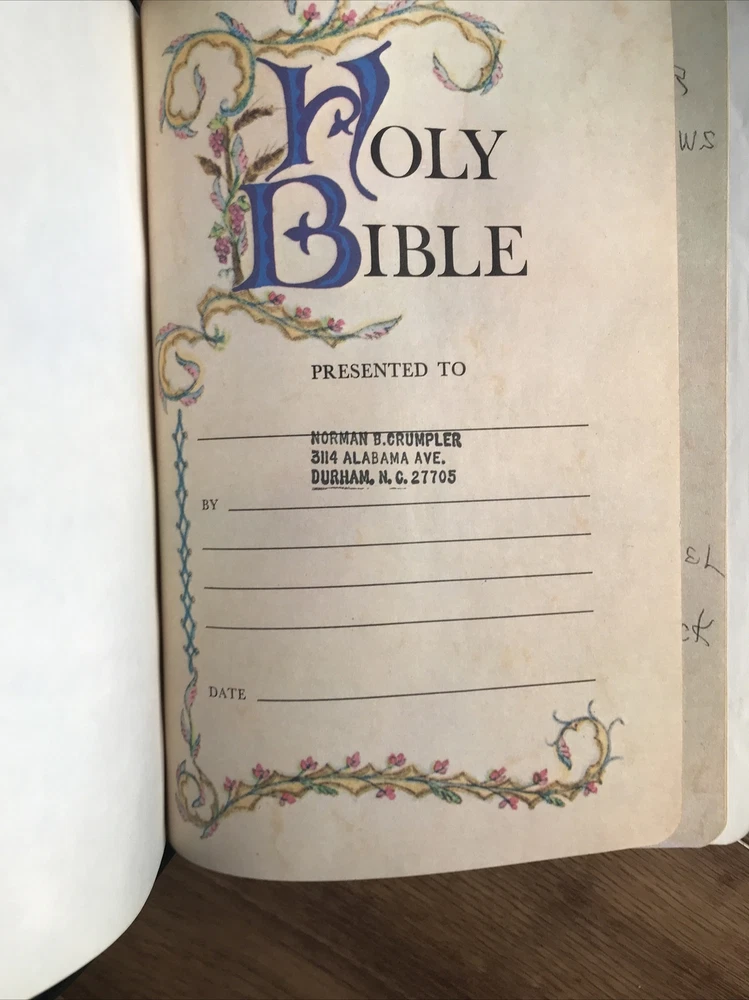 HOLY
BIBLE
PRESENTED TO
NORMAN B. CRUMPLER
3114 ALABAMA AVE.
DURHAM, N. C. 27705
BY
DATE